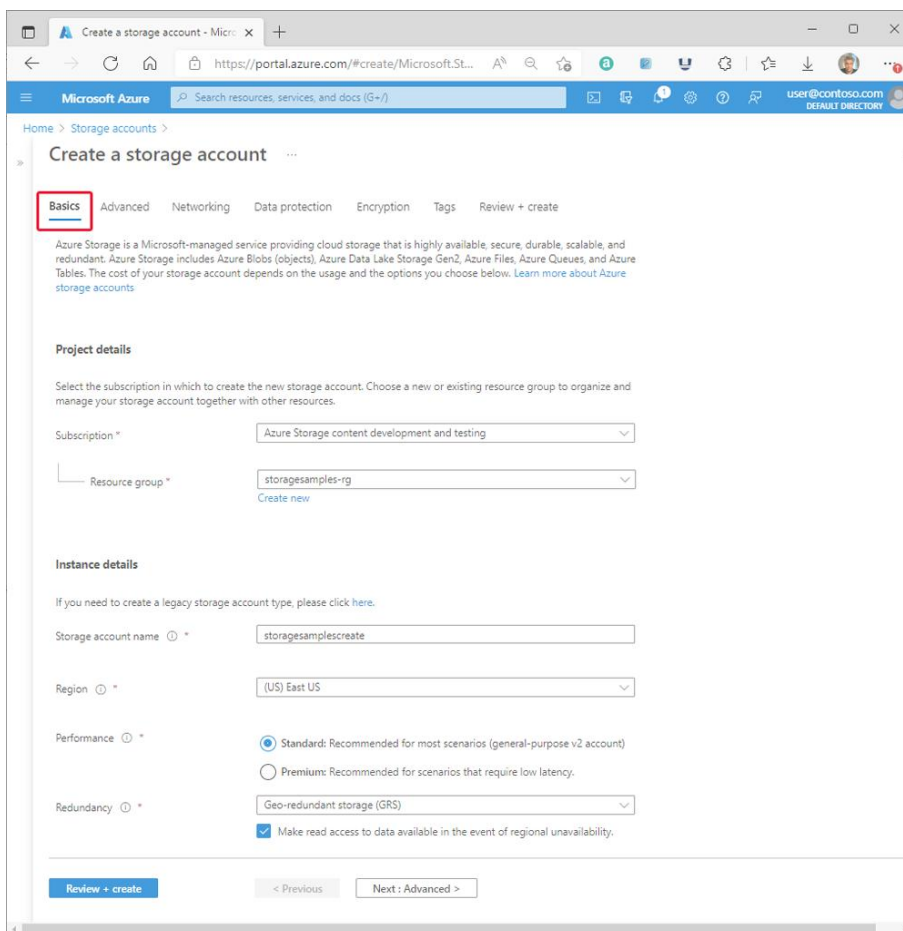 Create a storage account - Micro
https://portal.azure.com/#create/Microsoft.St...
Microsoft Azure
Search resources, services, and docs (G+/)
1
user@contoso.com
DEFAULT DIRECTORY
Home > Storage accounts >
Create a storage account ...
Basics Advanced Networking Data protection Encryption Tags Review + create
Azure Storage is a Microsoft-managed service providing cloud storage that is highly available, secure, durable, scalable, and
redundant. Azure Storage includes Azure Blobs (objects), Azure Data Lake Storage Gen2, Azure Files, Azure Queues, and Azure
Tables. The cost of your storage account depends on the usage and the options you choose below. Learn more about Azure
storage accounts
Project details
Select the subscription in which to create the new storage account. Choose a new or existing resource group to organize and
manage your storage account together with other resources.
Subscription * Azure Storage content development and testing
Resource group * storagesamples-rg
Create new
Instance details
If you need to create a legacy storage account type, please click here.
Storage account name * storagesamplescreate
Region * (US) East US
Performance * Standard: Recommended for most scenarios (general-purpose v2 account)
Premium: Recommended for scenarios that require low latency.
Redundancy * Geo-redundant storage (GRS)
Make read access to data available in the event of regional unavailability.
Review + create < Previous Next : Advanced >